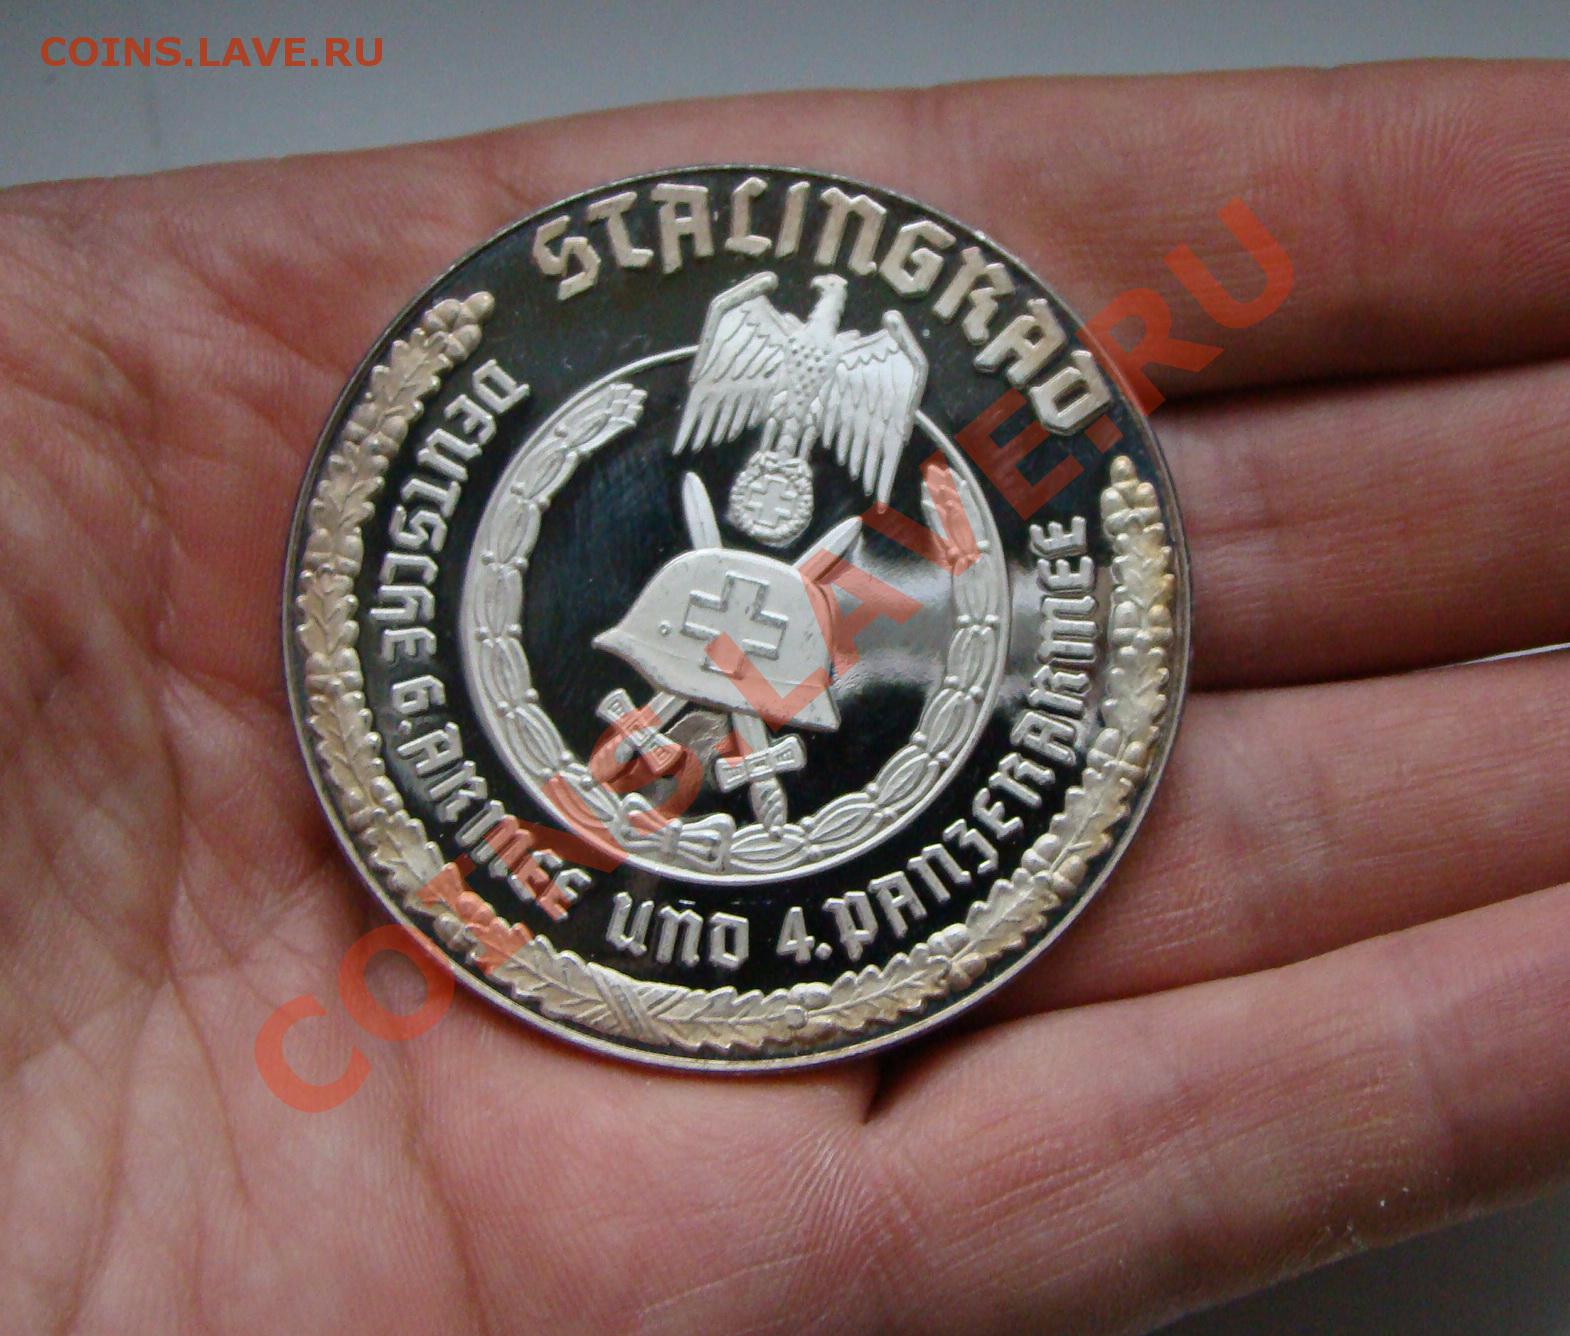 COINS.LAVE.RU
STALINGRAD
DEUTSCHE 6. ARMEE UND 4. PANZERARMEE
COINS.LAVE.RU